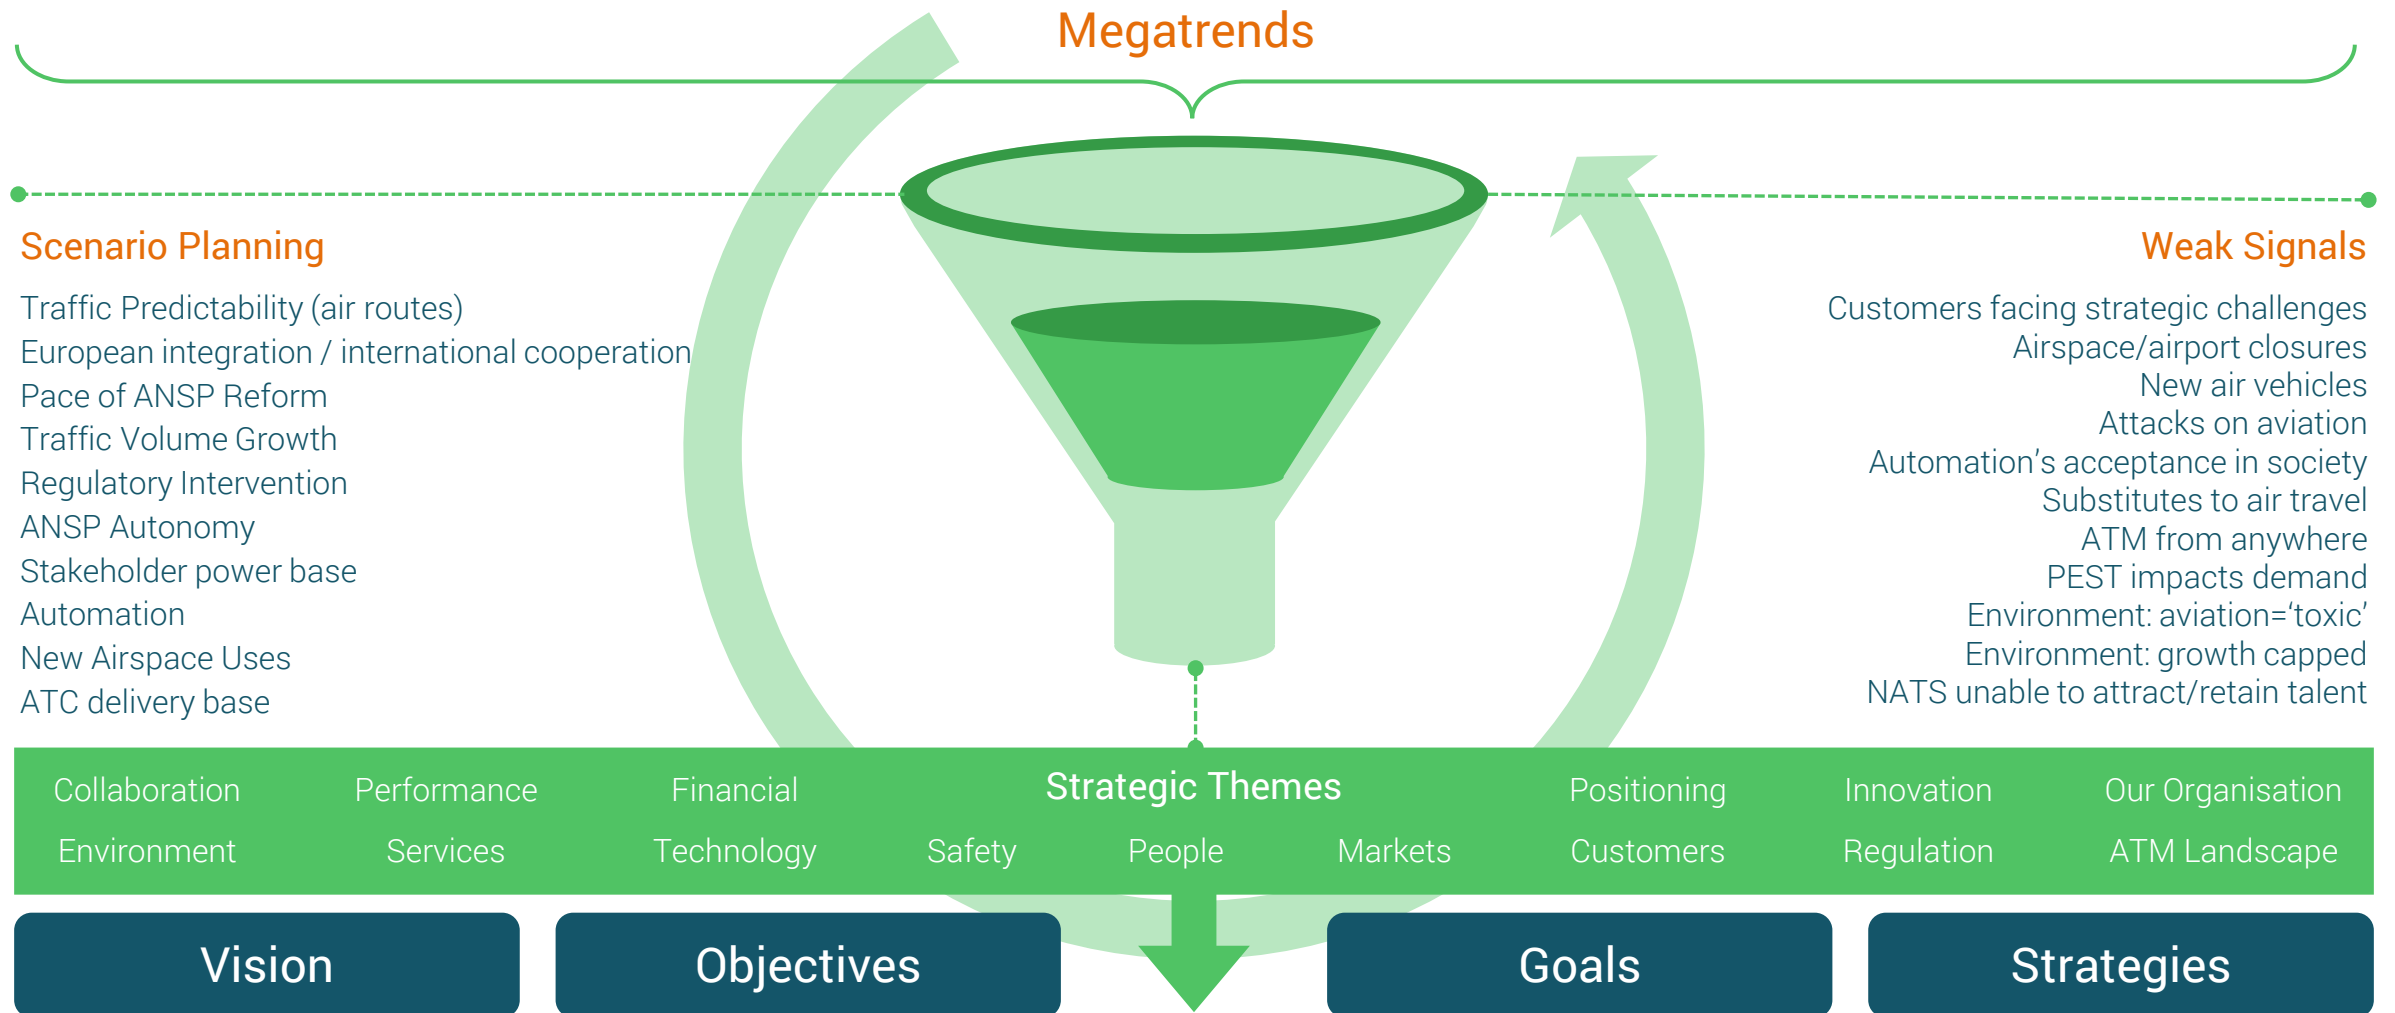 Megatrends
Scenario Planning
Traffic Predictability (air routes)
European integration / international cooperation
Pace of ANSP Reform
Traffic Volume Growth
Regulatory Intervention
ANSP Autonomy
Stakeholder power base
Automation
New Airspace Uses
ATC delivery base
Weak Signals
Customers facing strategic challenges
Airspace/airport closures
New air vehicles
Attacks on aviation
Automation’s acceptance in society
Substitutes to air travel
ATM from anywhere
PEST impacts demand
Environment: aviation=‘toxic’
Environment: growth capped
NATS unable to attract/retain talent
Collaboration Performance Financial Strategic Themes Positioning Innovation Our Organisation
Environment Services Technology Safety People Markets Customers Regulation ATM Landscape
Vision Objectives Goals Strategies